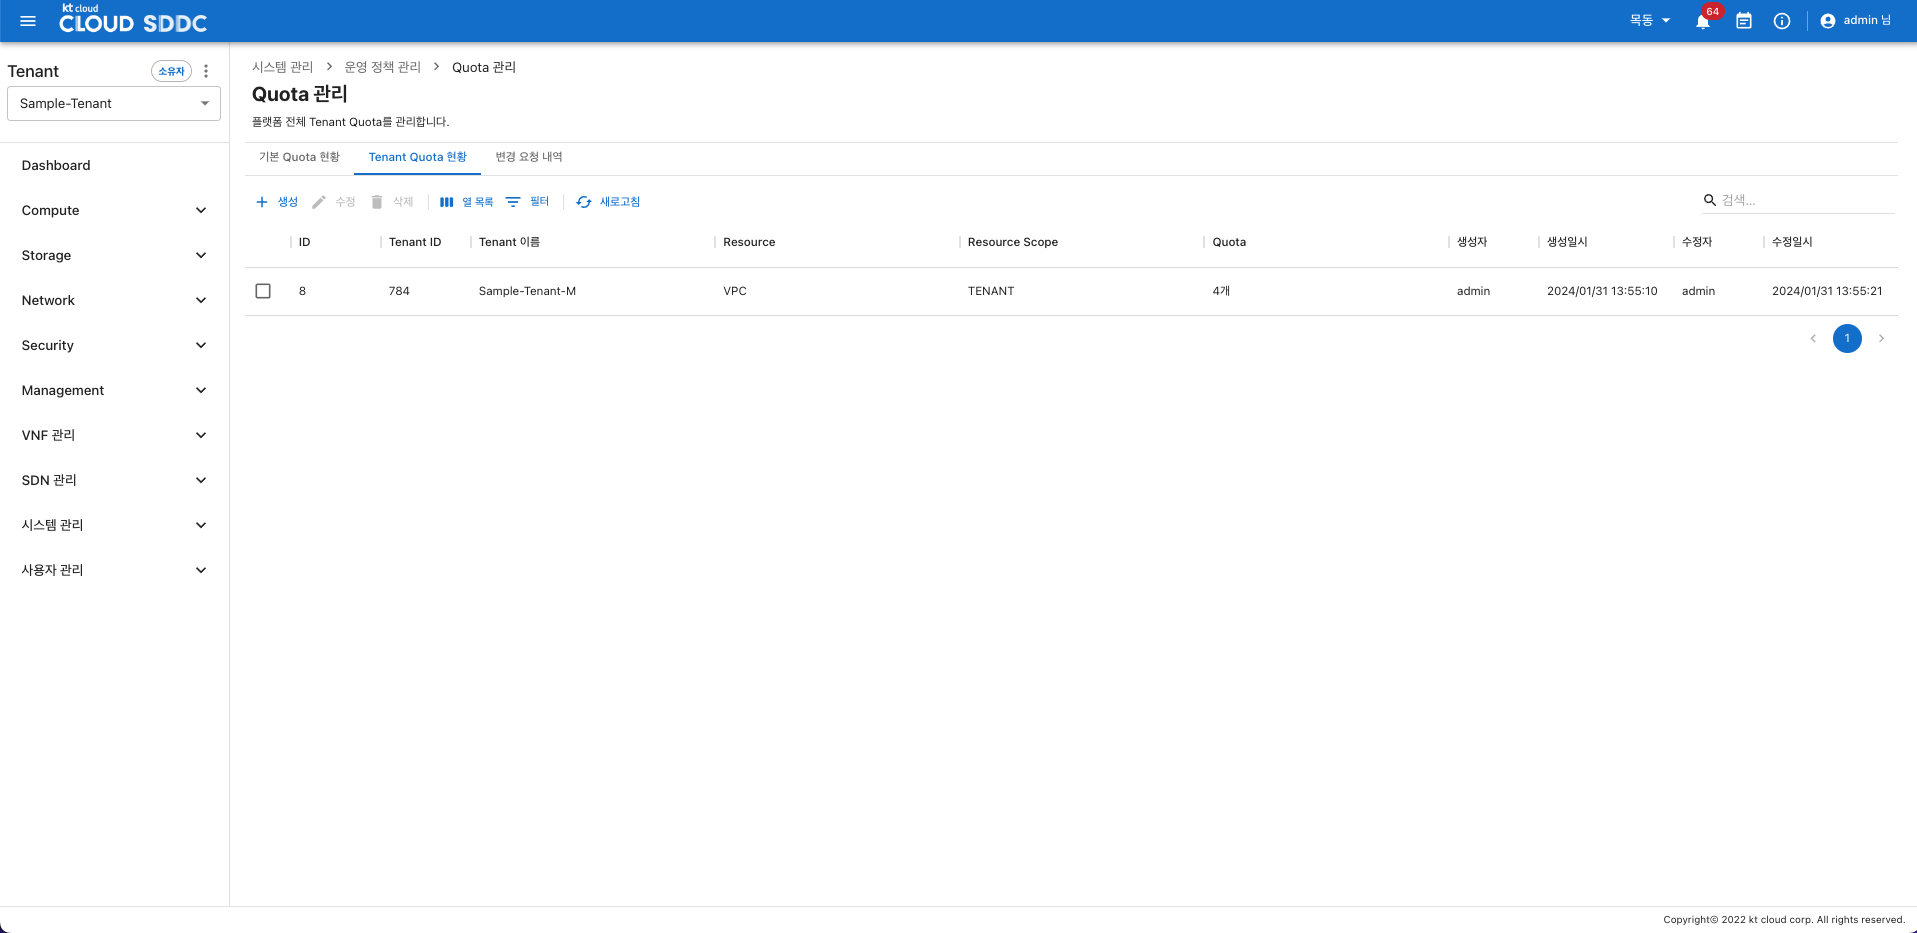 kt cloud
CLOUD SDDC
목동
64
admin 님
Tenant
소유자
Sample-Tenant
Dashboard
Compute
Storage
Network
Security
Management
VNF 관리
SDN 관리
시스템 관리
사용자 관리
시스템 관리 > 운영 정책 관리 > Quota 관리
Quota 관리
플랫폼 전체 Tenant Quota를 관리합니다.
기본 Quota 현황 Tenant Quota 현황 변경 요청 내역
생성 수정 삭제 열 목록 필터 새로고침 검색...
ID Tenant ID Tenant 이름 Resource Resource Scope Quota 생성자 생성일시 수정자 수정일시
8 784 Sample-Tenant-M VPC TENANT 4개 admin 2024/01/31 13:55:10 admin 2024/01/31 13:55:21
1
Copyright© 2022 kt cloud corp. All rights reserved.